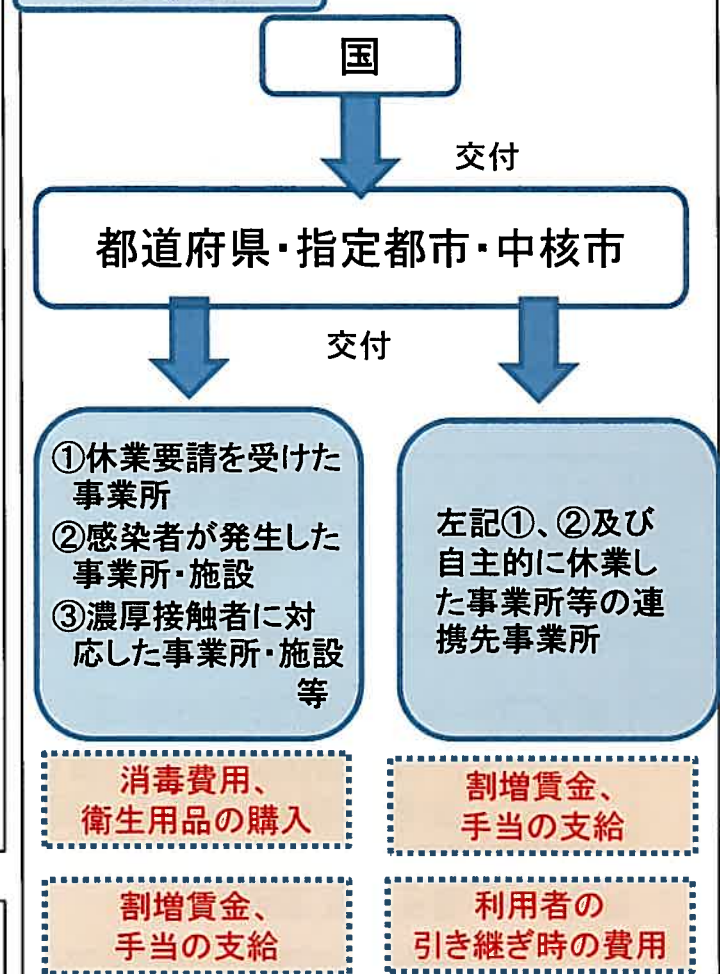 国
交付
都道府県・指定都市・中核市
交付
①休業要請を受けた
事業所
②感染者が発生した
事業所・施設
③濃厚接触者に対
応した事業所・施設
等
左記①、②及び
自主的に休業し
た事業所等の連
携先事業所
消毒費用、
衛生用品の購入
割増賃金、
手当の支給
割増賃金、
手当の支給
利用者の
引き継ぎ時の費用